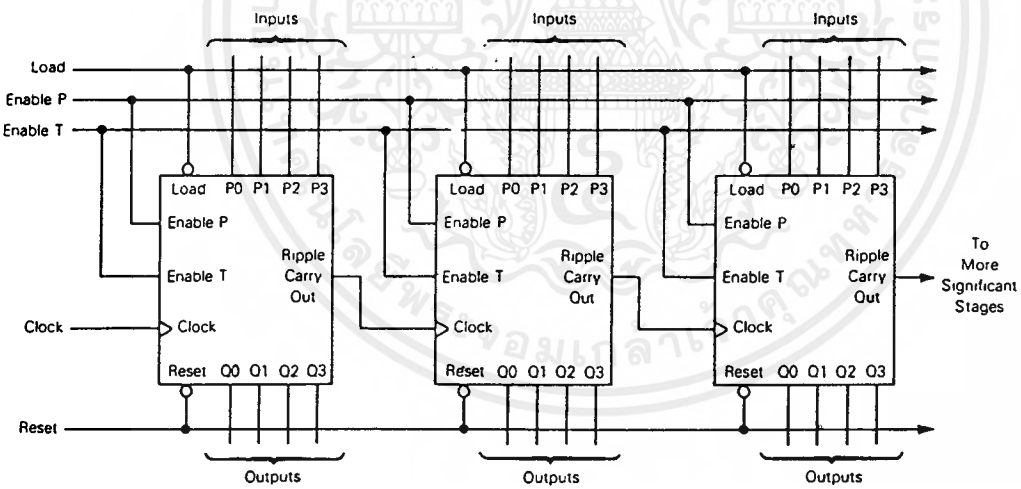 Inputs Inputs Inputs
Load
Enable P
Enable T
Load P0 P1 P2 P3 Load P0 P1 P2 P3 Load P0 P1 P2 P3
Enable P Enable P Enable P
Ripple Carry Out Ripple Carry Out Ripple Carry Out
Enable T Enable T Enable T
To
More
Significant
Stages
Clock Clock Clock Clock
Reset Q0 Q1 Q2 Q3 Reset Q0 Q1 Q2 Q3 Reset Q0 Q1 Q2 Q3
Reset
Outputs Outputs Outputs